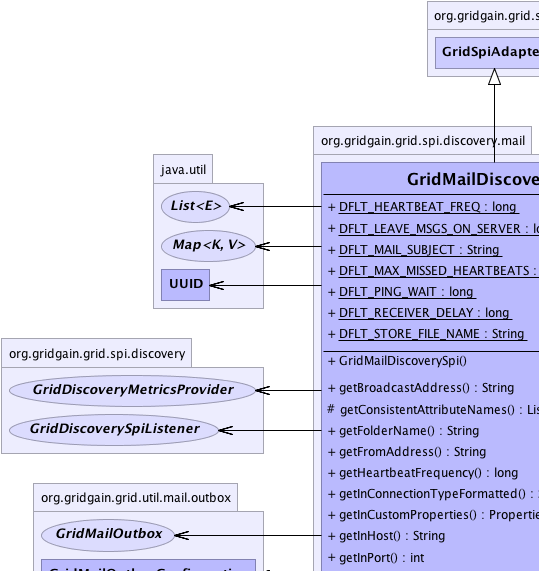 org.gridgain.grid.s
GridSpiAdapte
org.gridgain.grid.spi.discovery.mail
GridMailDiscove
java.util
List<E>
Map<K, V>
UUID
+ DFLT_HEARTBEAT_FREQ : long
+ DFLT_LEAVE_MSGS_ON_SERVER : lo
+ DFLT_MAIL_SUBJECT : String
+ DFLT_MAX_MISSED_HEARTBEATS :
+ DFLT_PING_WAIT : long
+ DFLT_RECEIVER_DELAY : long
+ DFLT_STORE_FILE_NAME : String
+ GridMailDiscoverySpi()
+ getBroadcastAddress() : String
# getConsistentAttributeNames() : Lis
+ getFolderName() : String
+ getFromAddress() : String
+ getHeartbeatFrequency() : long
+ getInConnectionTypeFormatted() :
+ getInCustomProperties() : Propertie
+ getInHost() : String
+ getInPort() : int
org.gridgain.grid.spi.discovery
GridDiscoveryMetricsProvider
GridDiscoverySpiListener
org.gridgain.grid.util.mail.outbox
GridMailOutbox